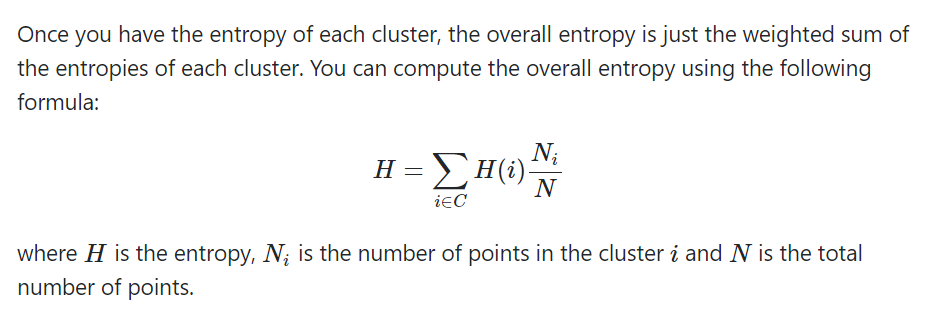 Once you have the entropy of each cluster, the overall entropy is just the weighted sum of
the entropies of each cluster. You can compute the overall entropy using the following
formula:
H = ∑_{i∈C} H(i) N_i/N
where H is the entropy, N_i is the number of points in the cluster i and N is the total
number of points.